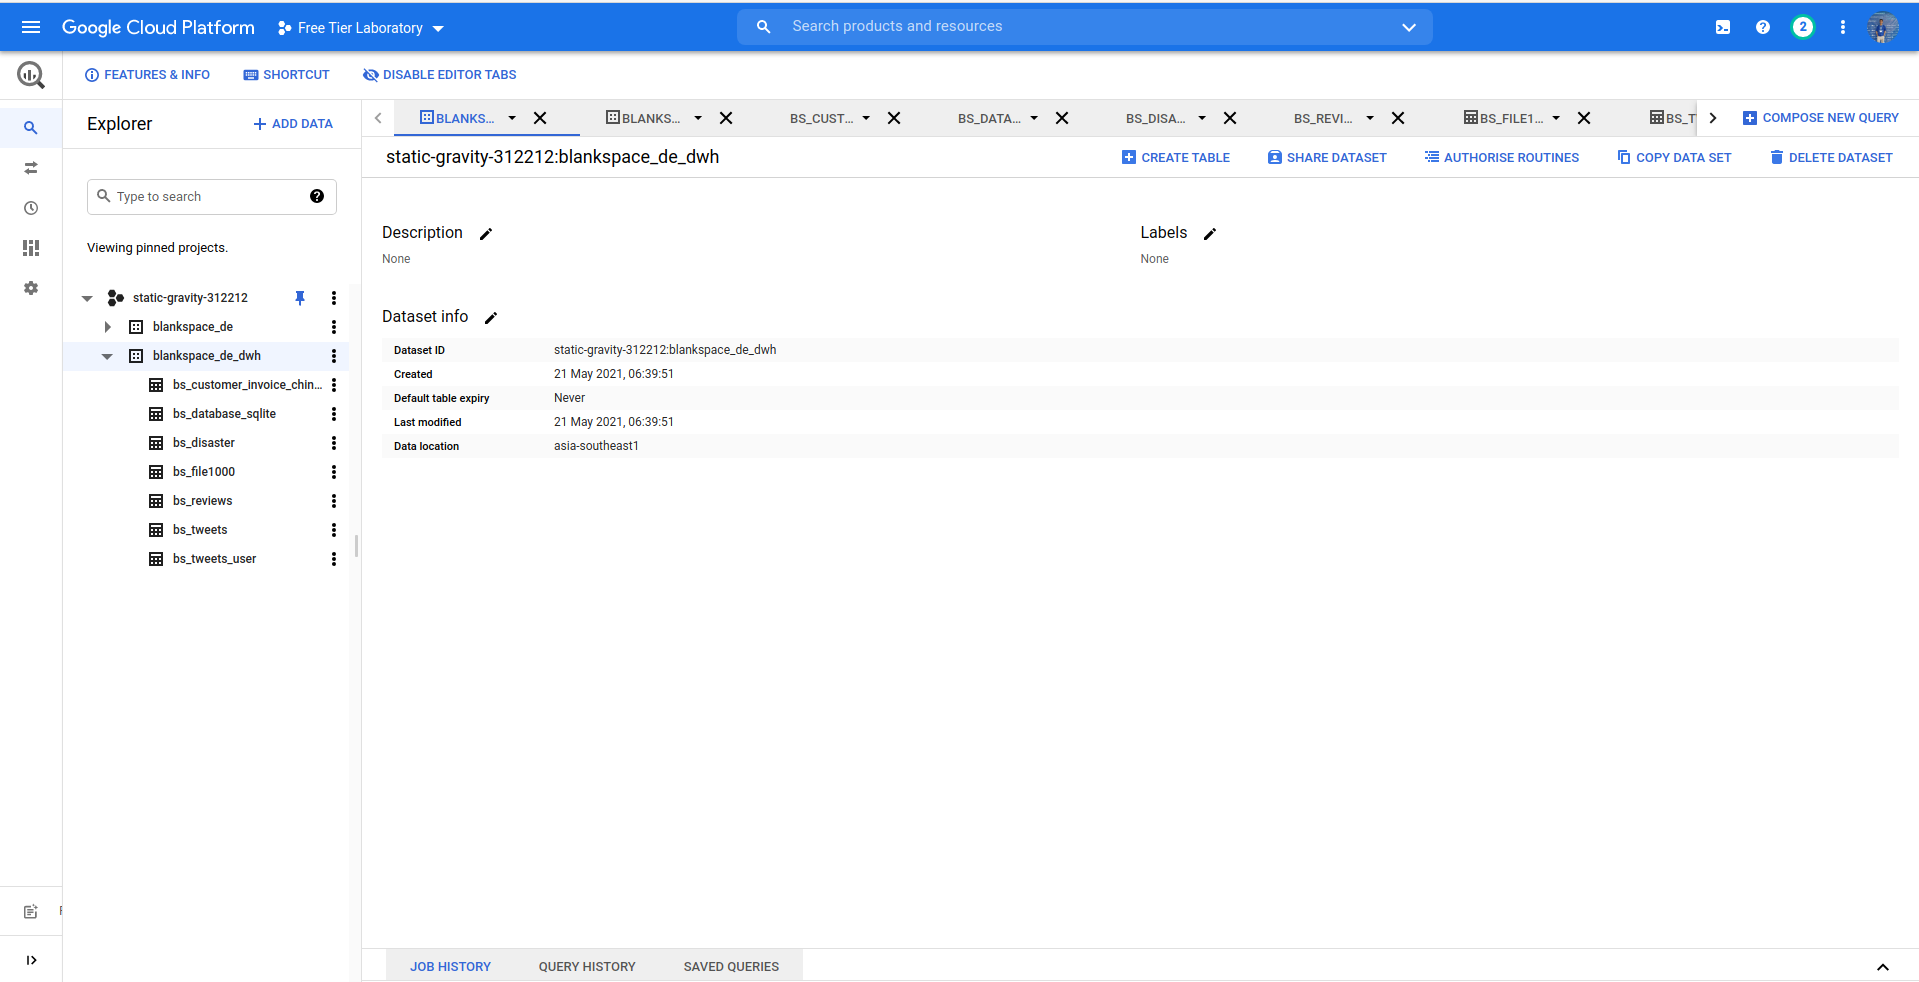 Google Cloud Platform Free Tier Laboratory Search products and resources 2
FEATURES & INFO SHORTCUT DISABLE EDITOR TABS
Explorer + ADD DATA
BLANKS... BLANKS... BS_CUST... BS_DATA... BS_DISA... BS_REVI... BS_FILE1... BS_T COMPOSE NEW QUERY
static-gravity-312212:blankspace_de_dwh CREATE TABLE SHARE DATASET AUTHORISE ROUTINES COPY DATA SET DELETE DATASET
Type to search
Viewing pinned projects.
static-gravity-312212
blankspace_de
blankspace_de_dwh
bs_customer_invoice_chin...
bs_database_sqlite
bs_disaster
bs_file1000
bs_reviews
bs_tweets
bs_tweets_user
Description Labels
None None
Dataset info
Dataset ID static-gravity-312212:blankspace_de_dwh
Created 21 May 2021, 06:39:51
Default table expiry Never
Last modified 21 May 2021, 06:39:51
Data location asia-southeast1
JOB HISTORY QUERY HISTORY SAVED QUERIES